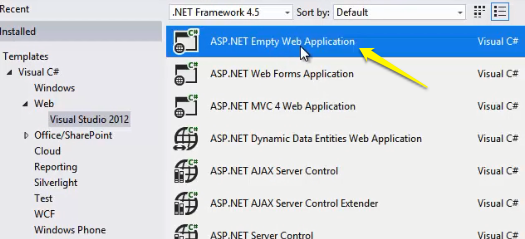 Recent
.NET Framework 4.5 Sort by: Default
Installed
Templates
Visual C#
Windows
Web
Visual Studio 2012
Office/SharePoint
Cloud
Reporting
Silverlight
Test
WCF
Windows Phone
C# ASP.NET Empty Web Application Visual C#
C# ASP.NET Web Forms Application Visual C#
C# ASP.NET MVC 4 Web Application Visual C#
C# ASP.NET Dynamic Data Entities Web Application Visual C#
C# ASP.NET AJAX Server Control Visual C#
C# ASP.NET AJAX Server Control Extender Visual C#
C# ASP.NET Server Control Visual C#